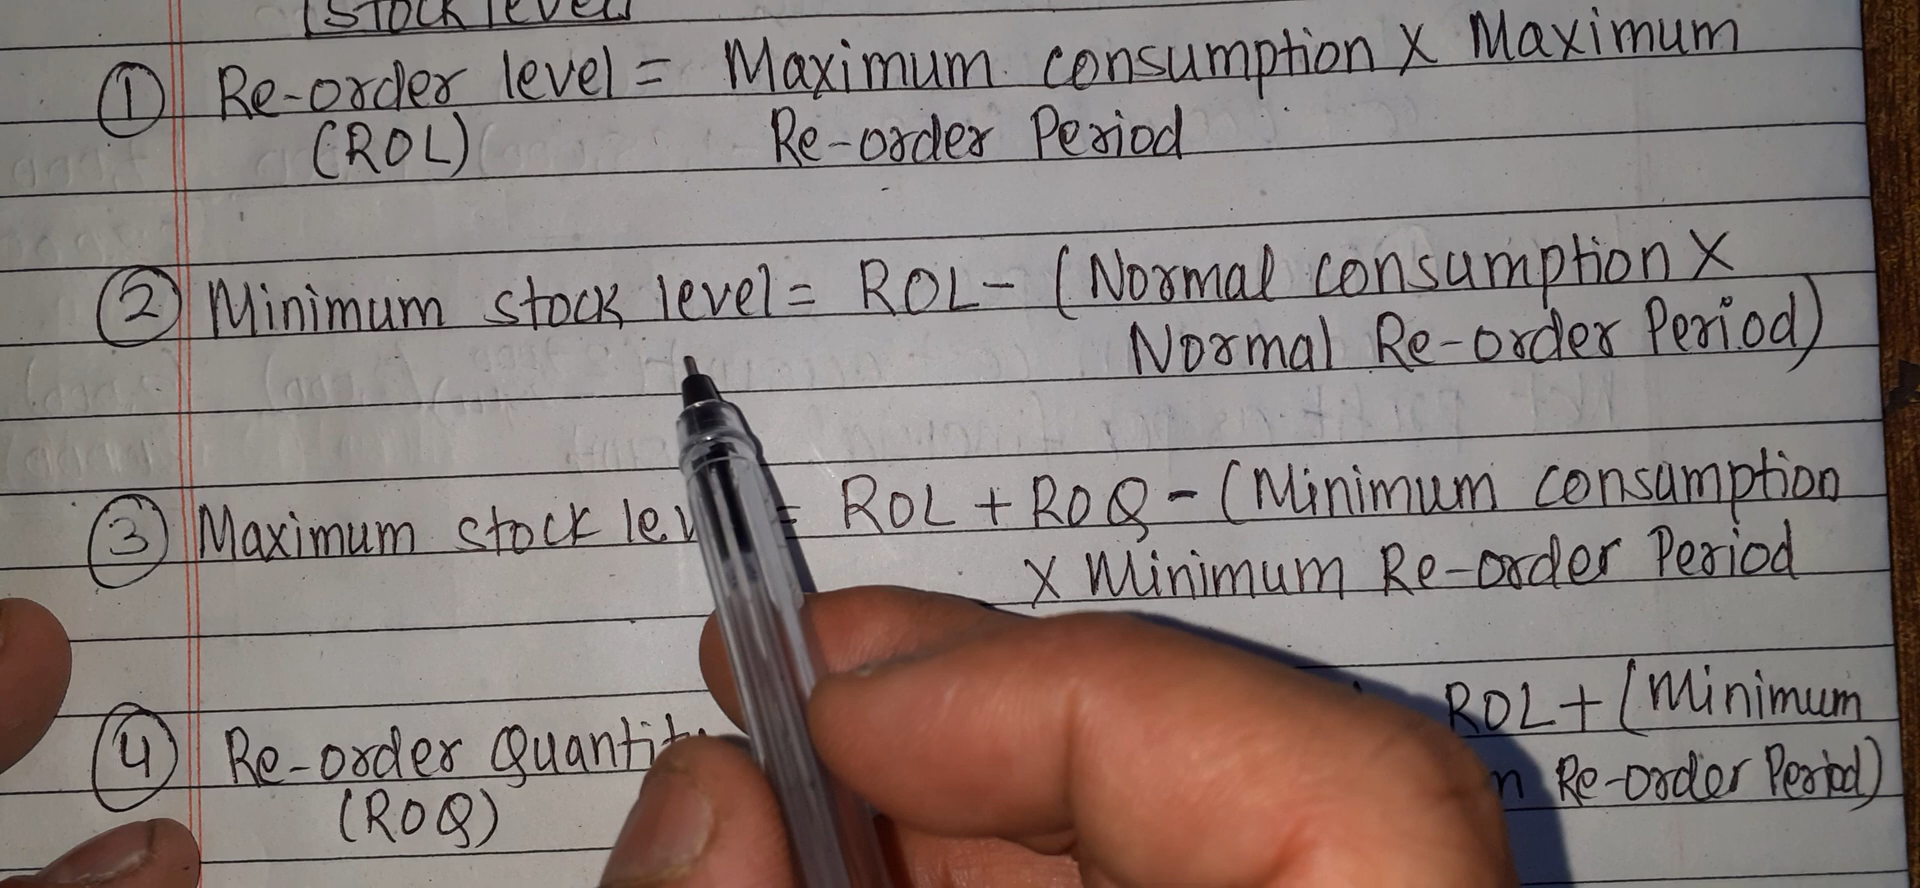 (Stock level)
① Re-order level = Maximum consumption X Maximum
(ROL) Re-order Period
② Minimum stock level = ROL - (Normal consumption X
Normal Re-order Period)
③ Maximum stock lev = ROL + ROQ - (Minimum consumption
X Minimum Re-order Period
④ Re-order Quantity ROL + (Minimum
n Re-order Period)
(ROQ)